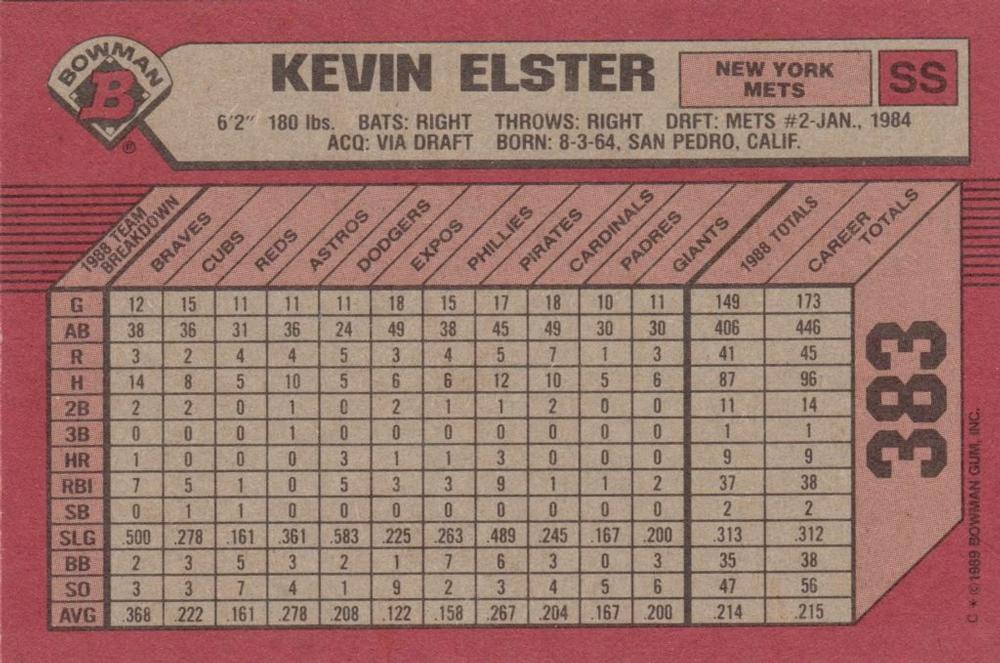 BOWMAN
B
®
KEVIN ELSTER
NEW YORK
METS
SS
6'2" 180 lbs. BATS: RIGHT THROWS: RIGHT DRFT: METS #2-JAN., 1984
ACQ: VIA DRAFT BORN: 8-3-64, SAN PEDRO, CALIF.
1988 TEAM BREAKDOWN BRAVES CUBS REDS ASTROS DODGERS EXPOS PHILLIES PIRATES CARDINALS PADRES GIANTS 1988 TOTALS CAREER TOTALS
G 12 15 11 11 11 18 15 17 18 10 11 149 173
AB 38 36 31 36 24 49 38 45 49 30 30 406 446
R 3 2 4 4 5 3 4 5 7 1 3 41 45
H 14 8 5 10 5 6 6 12 10 5 6 87 96
2B 2 2 0 1 0 2 1 1 2 0 0 11 14
3B 0 0 0 1 0 0 0 0 0 0 0 1 1
HR 1 0 0 0 3 1 1 3 0 0 0 9 9
RBI 7 5 1 0 5 3 3 9 1 1 2 37 38
SB 0 1 1 0 0 0 0 0 0 0 0 2 2
SLG .500 .278 .161 .361 .583 .225 .263 .489 .245 .167 .200 .313 .312
BB 2 3 5 3 2 1 7 6 3 0 3 35 38
SO 3 3 7 4 1 9 2 3 4 5 6 47 56
AVG .368 .222 .161 .278 .208 .122 .158 .267 .204 .167 .200 .214 .215
383
C * © 1989 BOWMAN GUM, INC.